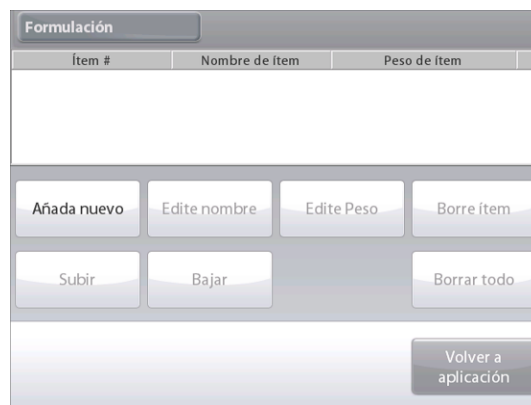 Formulación
Ítem # Nombre de ítem Peso de ítem
Añada nuevo Edite nombre Edite Peso Borre ítem
Subir Bajar Borrar todo
Volver a
aplicación